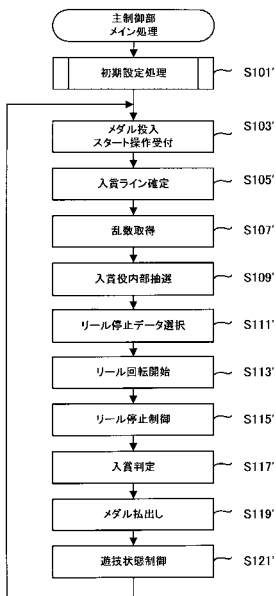 主制御部
メイン処理
初期設定処理 S101'
メダル投入
スタート操作受付 S103'
入賞ライン確定 S105'
乱数取得 S107'
入賞役内部抽選 S109'
リール停止データ選択 S111'
リール回転開始 S113'
リール停止制御 S115'
入賞判定 S117'
メダル払出し S119'
遊技状態制御 S121'